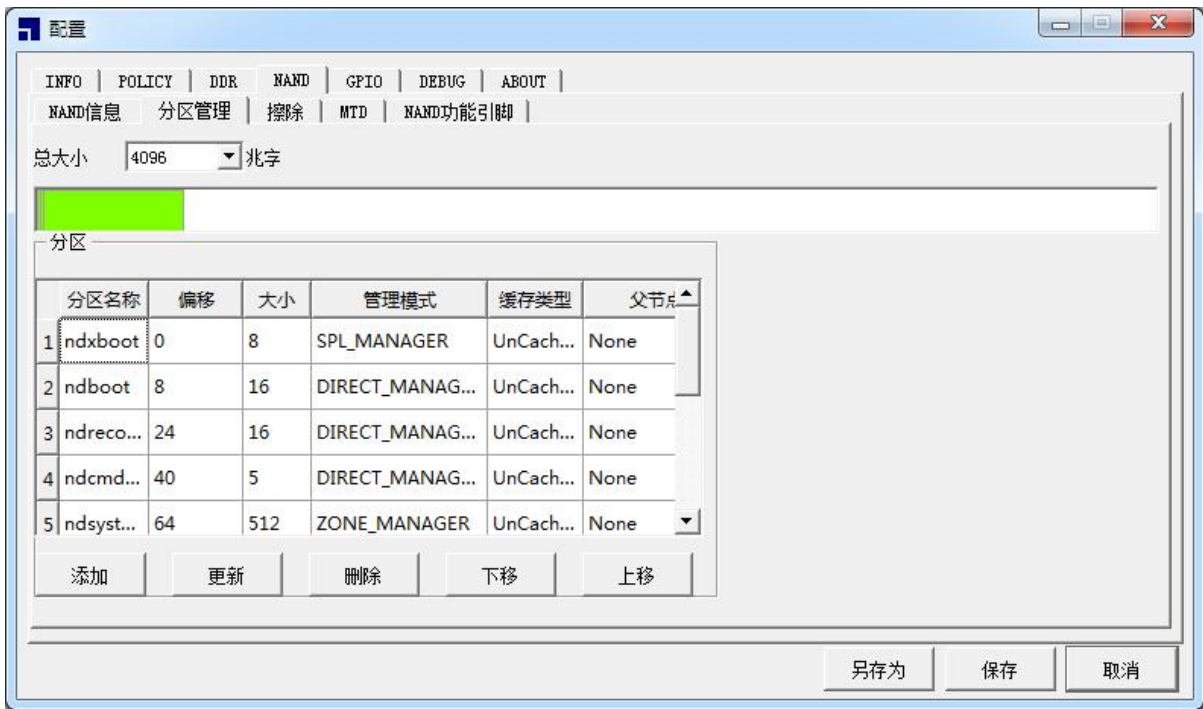 配置
INFO POLICY DDR NAND GPIO DEBUG ABOUT
NAND信息 分区管理 擦除 MTD NAND功能引脚
总大小 4096 兆字
分区
分区名称 偏移 大小 管理模式 缓存类型 父节点
1 ndxboot 0 8 SPL_MANAGER UnCach... None
2 ndboot 8 16 DIRECT_MANAG... UnCach... None
3 ndreco... 24 16 DIRECT_MANAG... UnCach... None
4 ndcmd... 40 5 DIRECT_MANAG... UnCach... None
5 ndsyst... 64 512 ZONE_MANAGER UnCach... None
添加 更新 删除 下移 上移
另存为 保存 取消